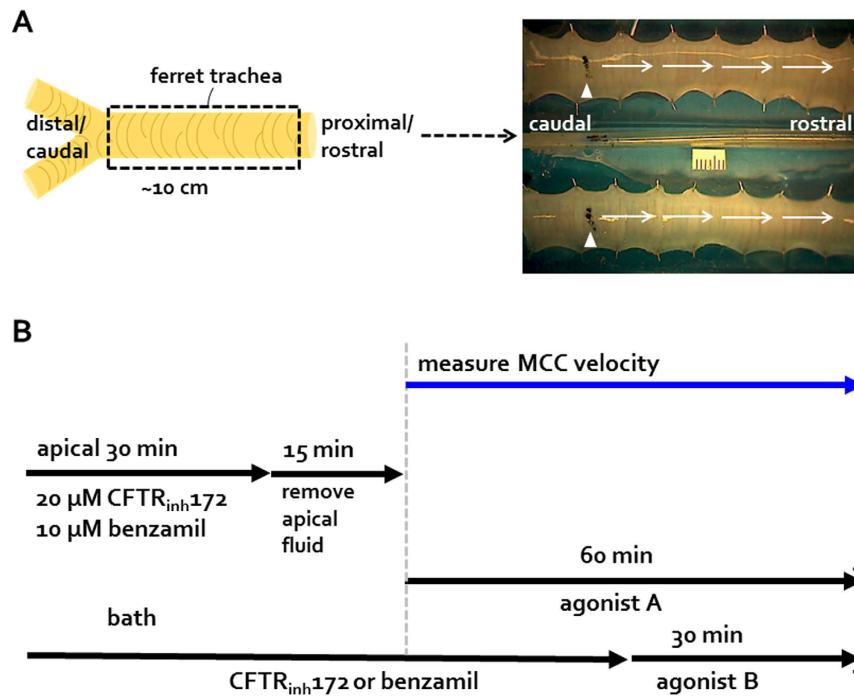 A
ferret trachea
distal/
caudal
proximal/
rostral
~10 cm
caudal
rostral
B
measure MCC velocity
apical 30 min
15 min
20 µM CFTRinh172
10 µM benzamil
remove
apical
fluid
60 min
agonist A
bath
30 min
CFTRinh172 or benzamil
agonist B